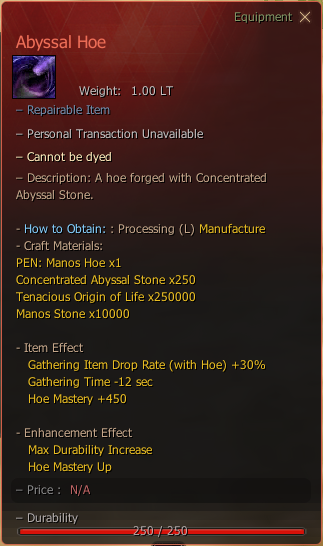 Equipment
Abyssal Hoe
Weight: 1.00 LT
– Repairable Item
– Personal Transaction Unavailable
– Cannot be dyed
– Description: A hoe forged with Concentrated
Abyssal Stone.
- How to Obtain: : Processing (L) Manufacture
- Craft Materials:
PEN: Manos Hoe x1
Concentrated Abyssal Stone x250
Tenacious Origin of Life x250000
Manos Stone x10000
- Item Effect
Gathering Item Drop Rate (with Hoe) +30%
Gathering Time -12 sec
Hoe Mastery +450
- Enhancement Effect
Max Durability Increase
Hoe Mastery Up
– Price : N/A
– Durability
250 / 250